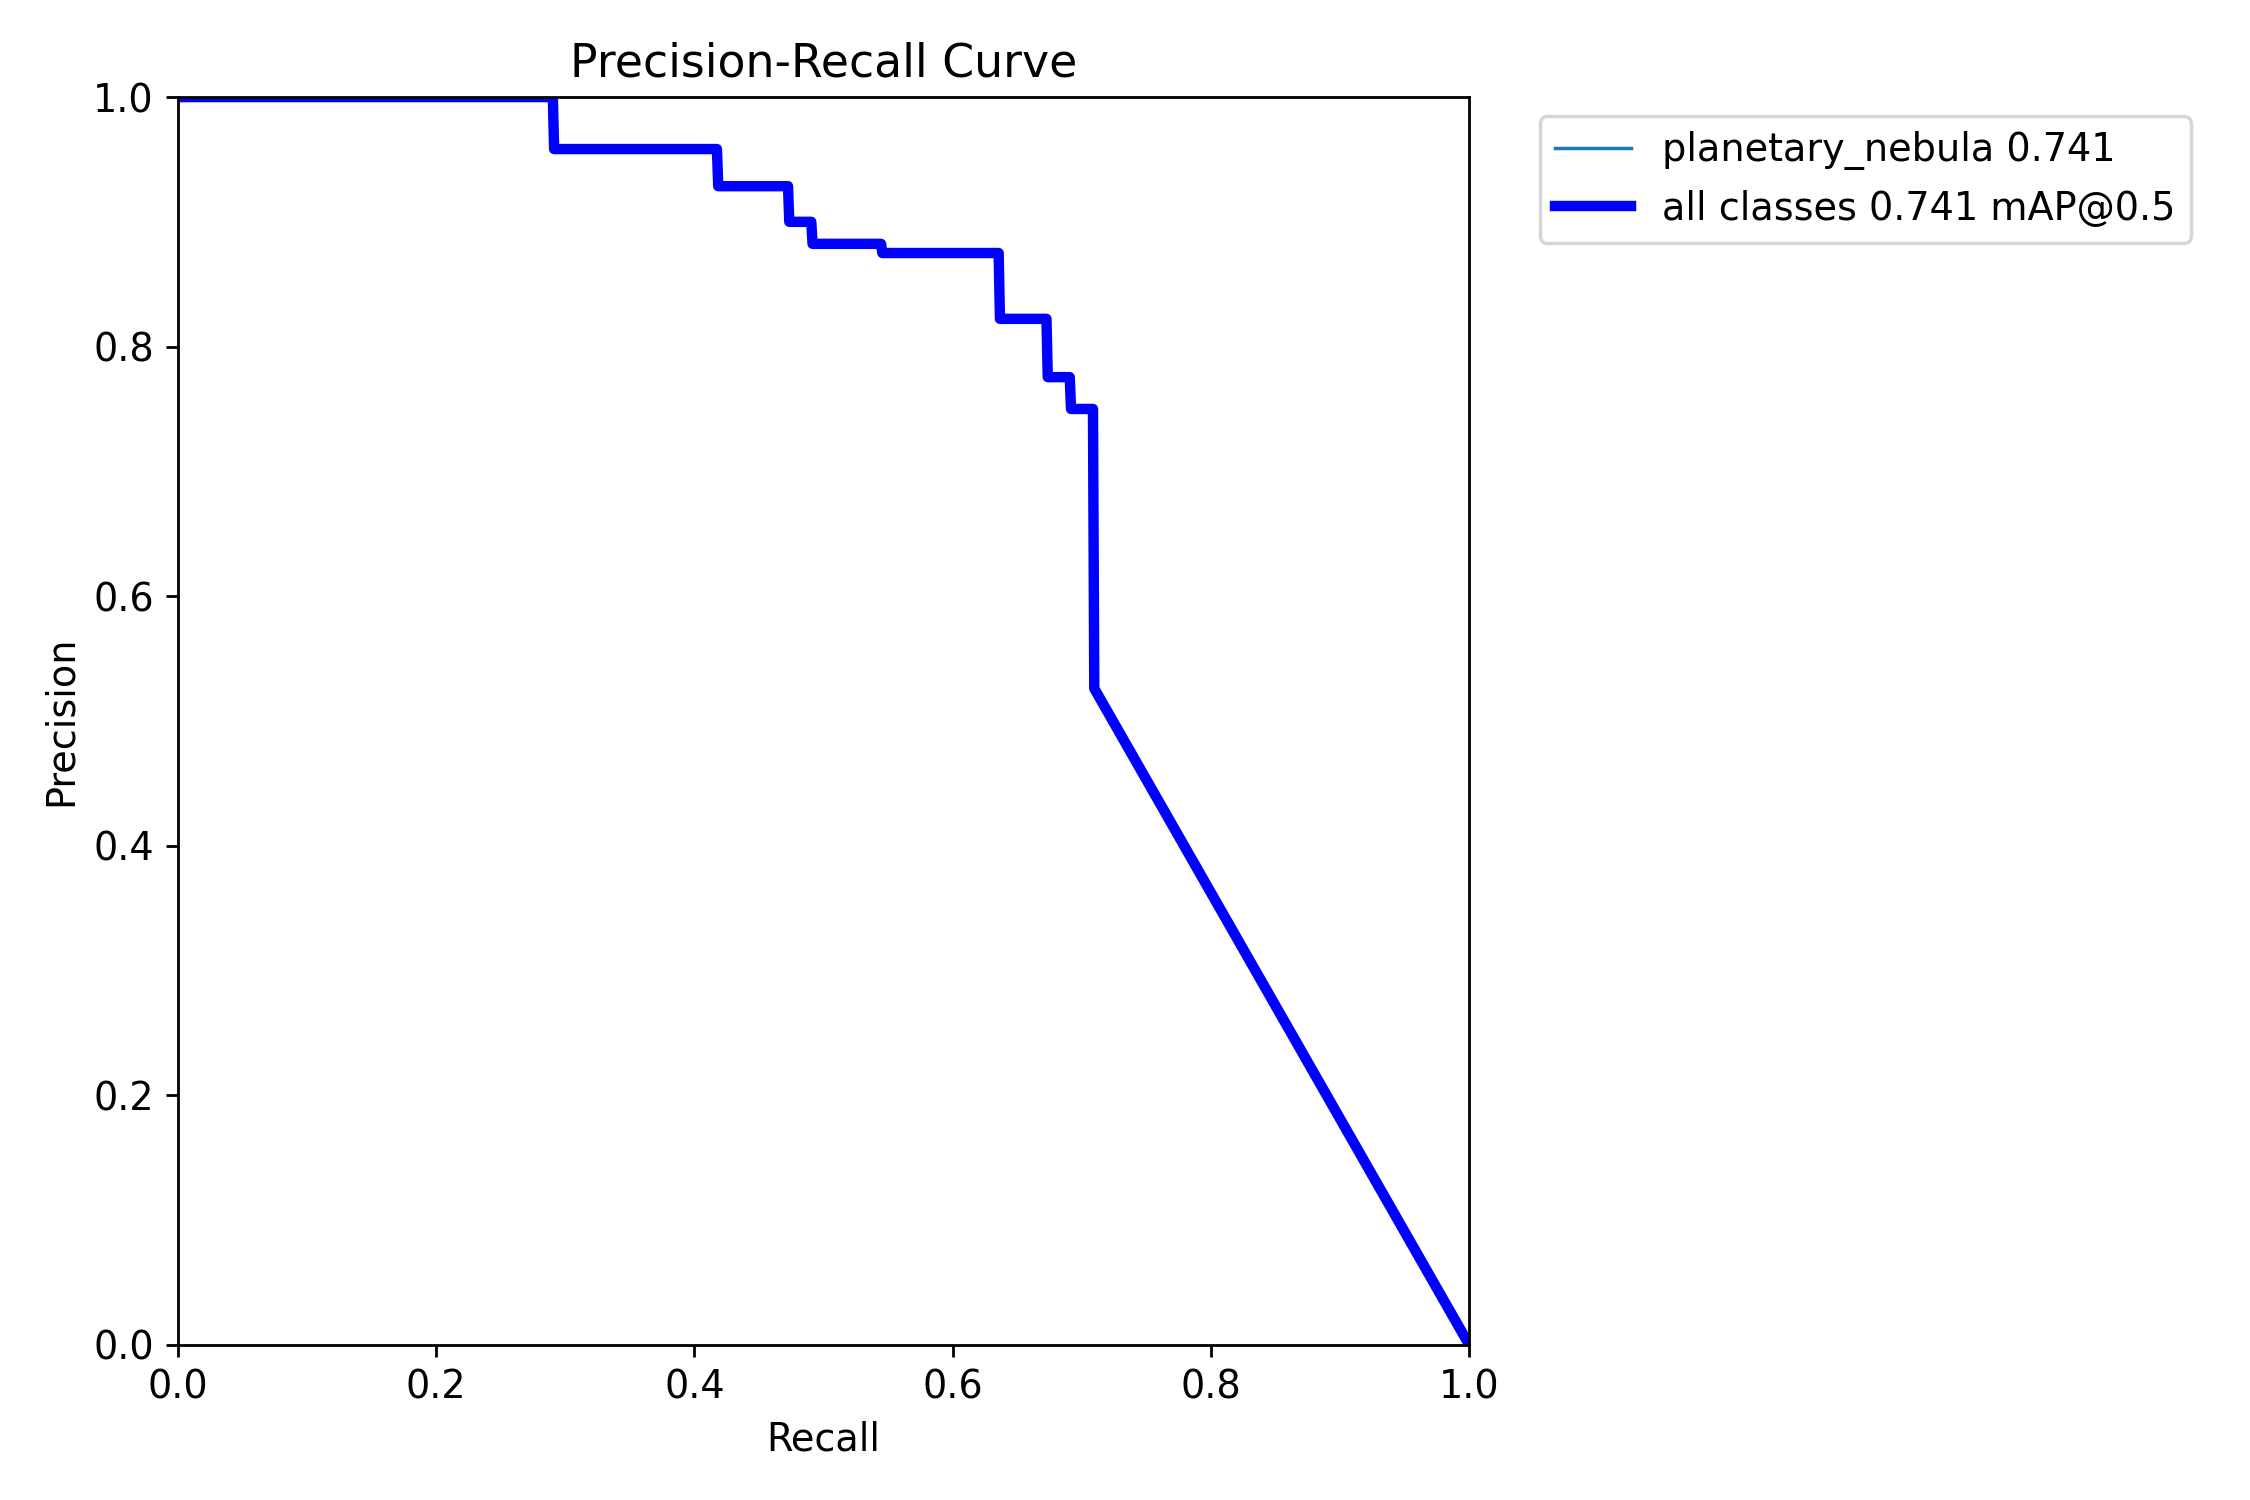 Precision-Recall Curve
planetary_nebula 0.741
all classes 0.741 mAP@0.5
Precision
1.0
0.8
0.6
0.4
0.2
0.0
0.0 0.2 0.4 0.6 0.8 1.0
Recall